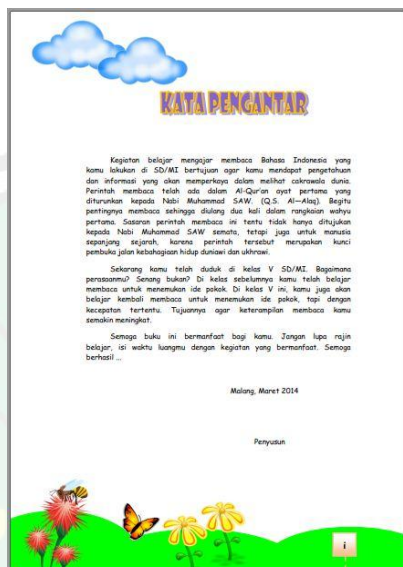 KATA PENGANTAR
Kegiatan belajar mengajar membaca Bahasa Indonesia yang
kamu lakukan di SD/MI bertujuan agar kamu mendapat pengetahuan
dan informasi yang akan memperkaya dalam melihat cakrawala dunia.
Perintah membaca telah ada dalam Al-Qur'an ayat pertama yang
diturunkan kepada Nabi Muhammad SAW. (Q.S. Al—Alaq). Begitu
pentingnya membaca sehingga diulang dua kali dalam rangkaian wahyu
pertama. Sasaran perintah membaca ini tentu tidak hanya ditujukan
kepada Nabi Muhammad SAW semata, tetapi juga untuk manusia
sepanjang sejarah, karena perintah tersebut merupakan kunci
pembuka jalan kebahagiaan hidup duniawi dan ukhrowi.
Sekarang kamu telah duduk di kelas V SD/MI. Bagaimana
perasaanmu? Senang bukan? Di kelas sebelumnya kamu telah belajar
membaca untuk menemukan ide pokok. Di kelas V ini, kamu juga akan
belajar kembali membaca untuk menemukan ide pokok, tapi dengan
kecepatan tertentu. Tujuannya agar keterampilan membaca kamu
semakin meningkat.
Semoga buku ini bermanfaat bagi kamu. Jangan lupa rajin
belajar, isi waktu luangmu dengan kegiatan yang bermanfaat. Semoga
berhasil ...
Malang, Maret 2014
Penyusun
i